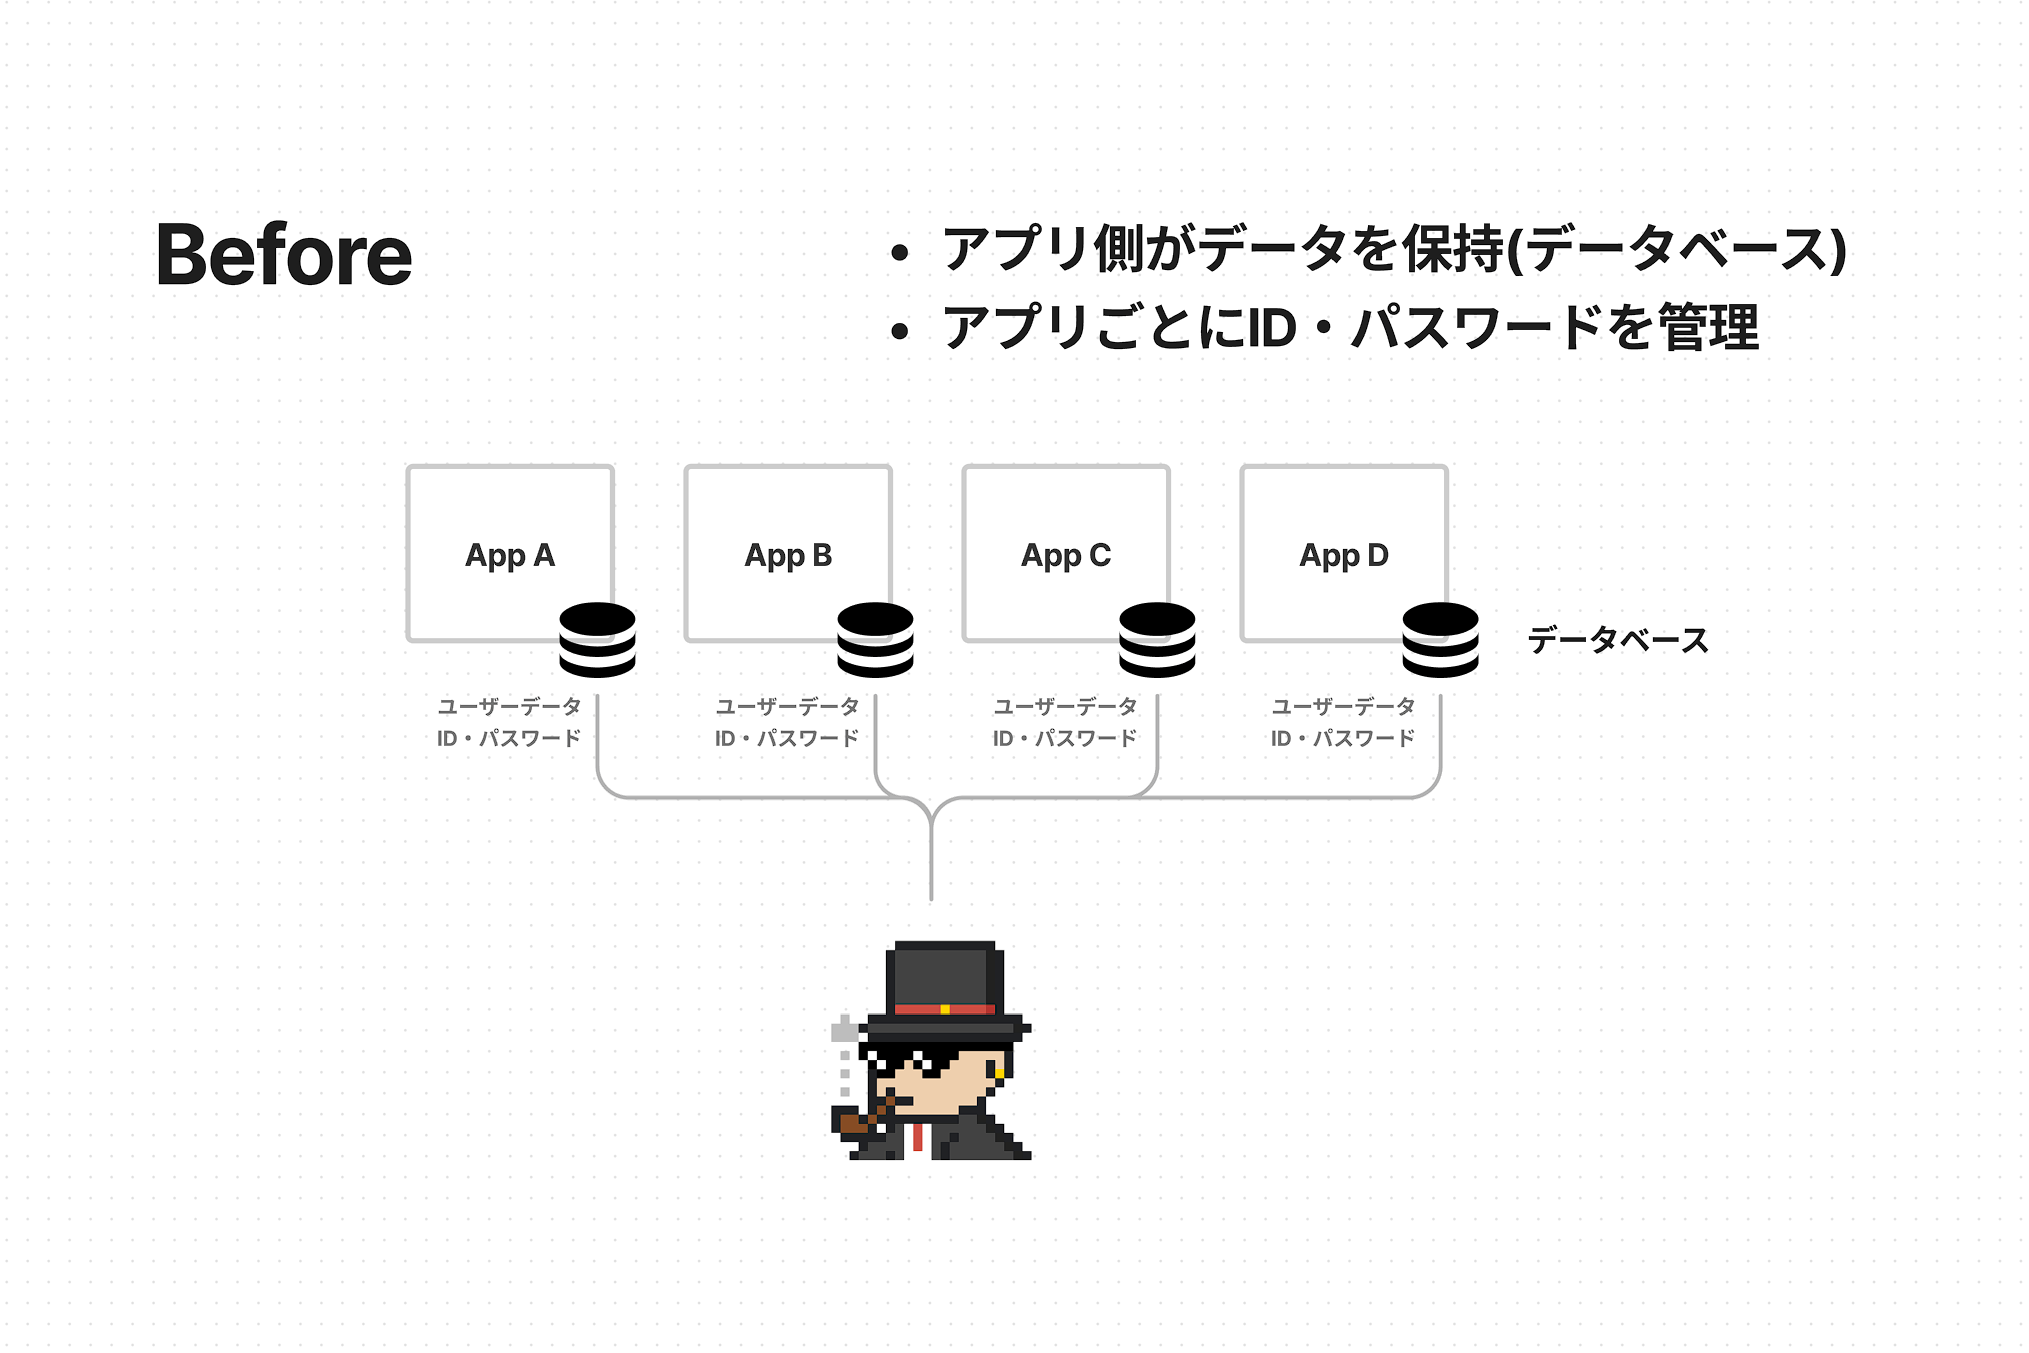 Before
• アプリ側がデータを保持(データベース)
• アプリごとにID・パスワードを管理
App A
App B
App C
App D
データベース
ユーザーデータ
ID・パスワード
ユーザーデータ
ID・パスワード
ユーザーデータ
ID・パスワード
ユーザーデータ
ID・パスワード